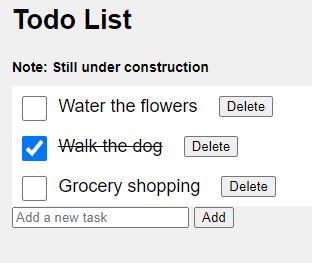 Todo List
Note: Still under construction
Water the flowers Delete
Walk the dog Delete
Grocery shopping Delete
Add a new task Add